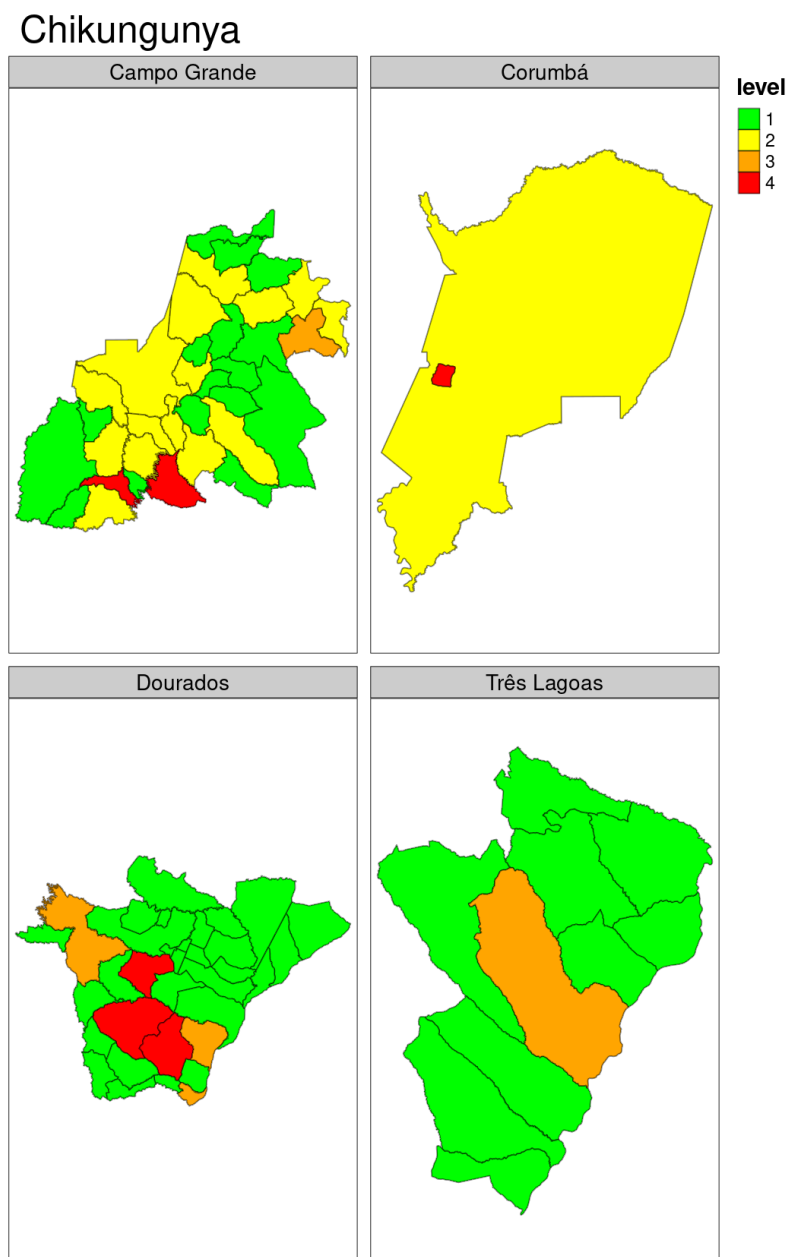 Chikungunya
Campo Grande
Corumbá
level
1
2
3
4
Dourados
Três Lagoas